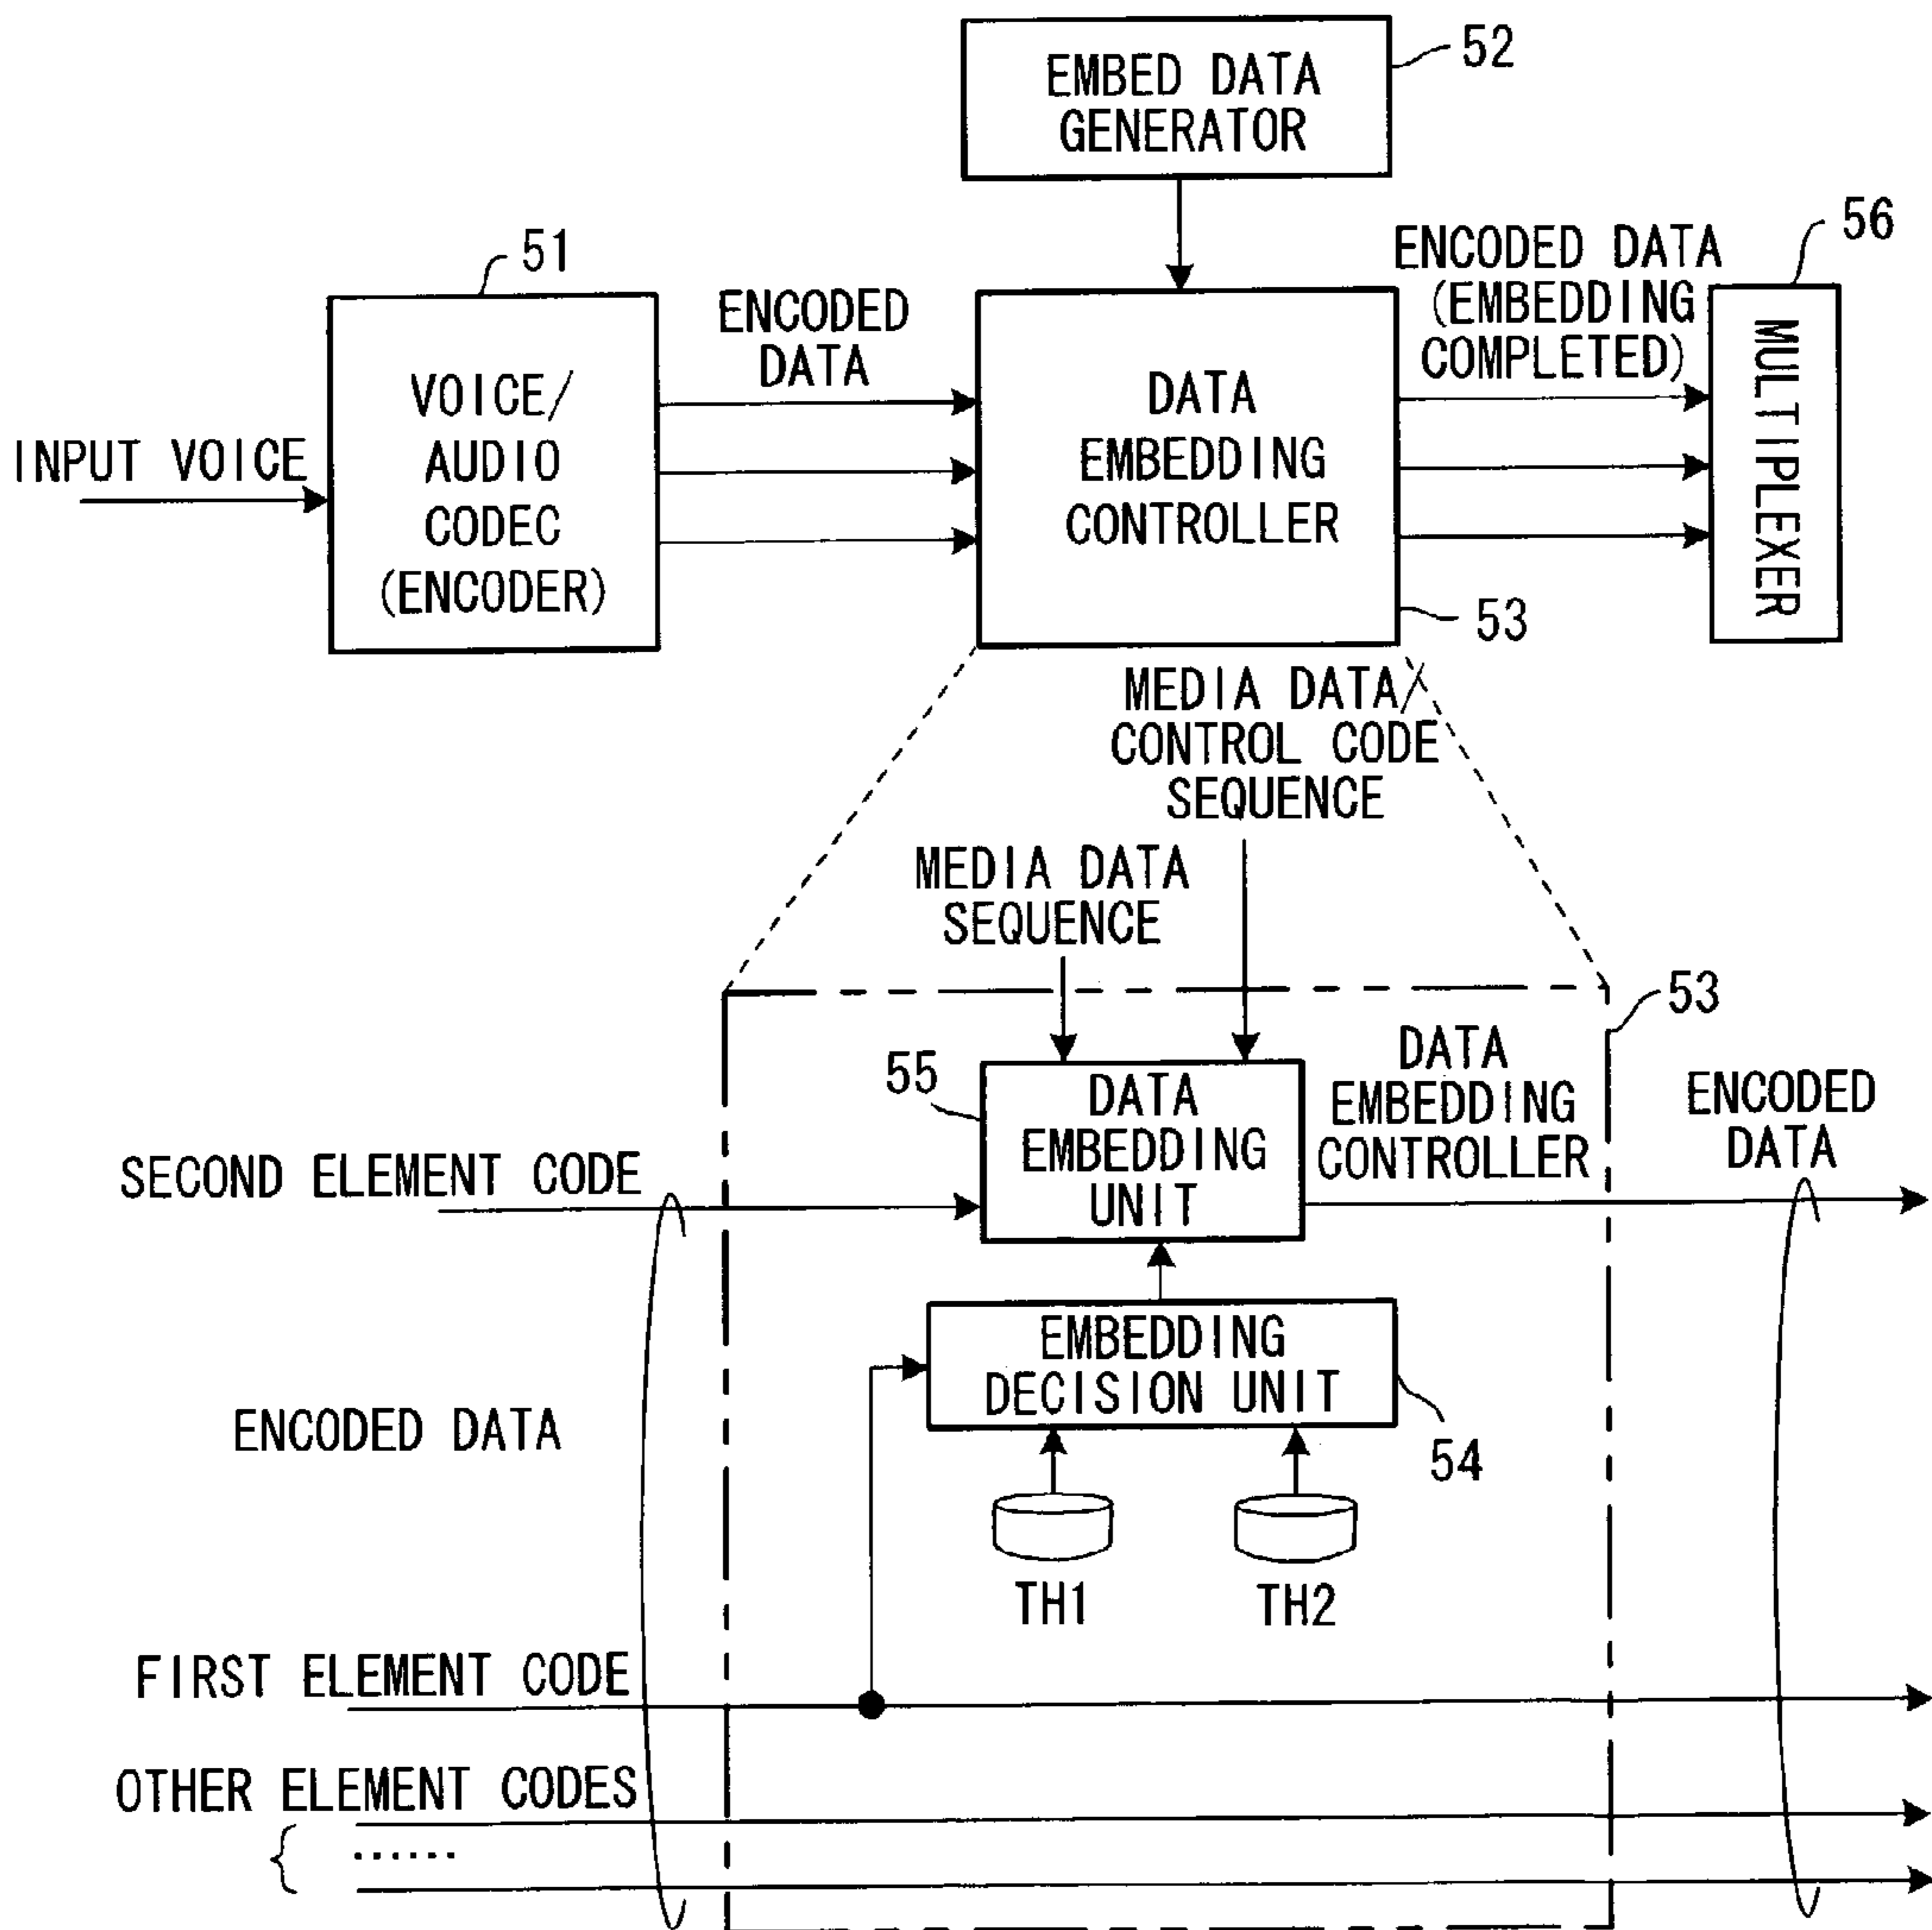 52
EMBED DATA
GENERATOR
51
56
ENCODED DATA
(EMBEDDING
COMPLETED)
ENCODED
DATA
INPUT VOICE
VOICE/
AUDIO
CODEC
(ENCODER)
DATA
EMBEDDING
CONTROLLER
MULTIPLEXER
53
MEDIA DATA/
CONTROL CODE
SEQUENCE
MEDIA DATA
SEQUENCE
53
55
DATA
EMBEDDING
UNIT
DATA
EMBEDDING
CONTROLLER
ENCODED
DATA
SECOND ELEMENT CODE
EMBEDDING
DECISION UNIT
54
ENCODED DATA
TH1
TH2
FIRST ELEMENT CODE
OTHER ELEMENT CODES
{ ......